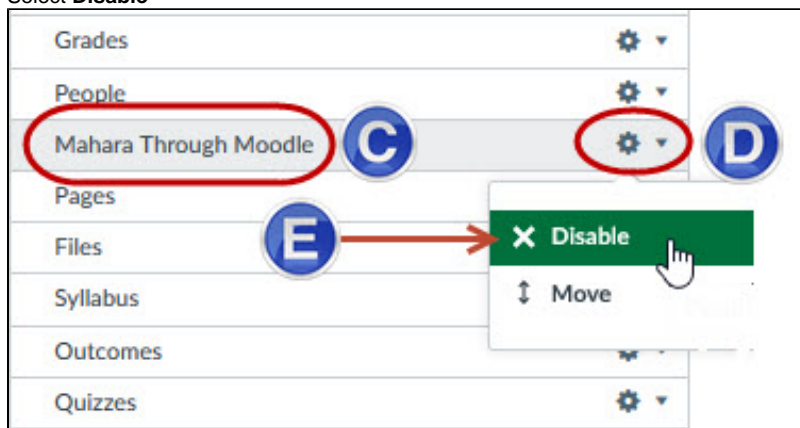 Select Disable
Grades
People
Mahara Through Moodle C D
Pages
E
Disable
Files
Move
Syllabus
Outcomes
Quizzes